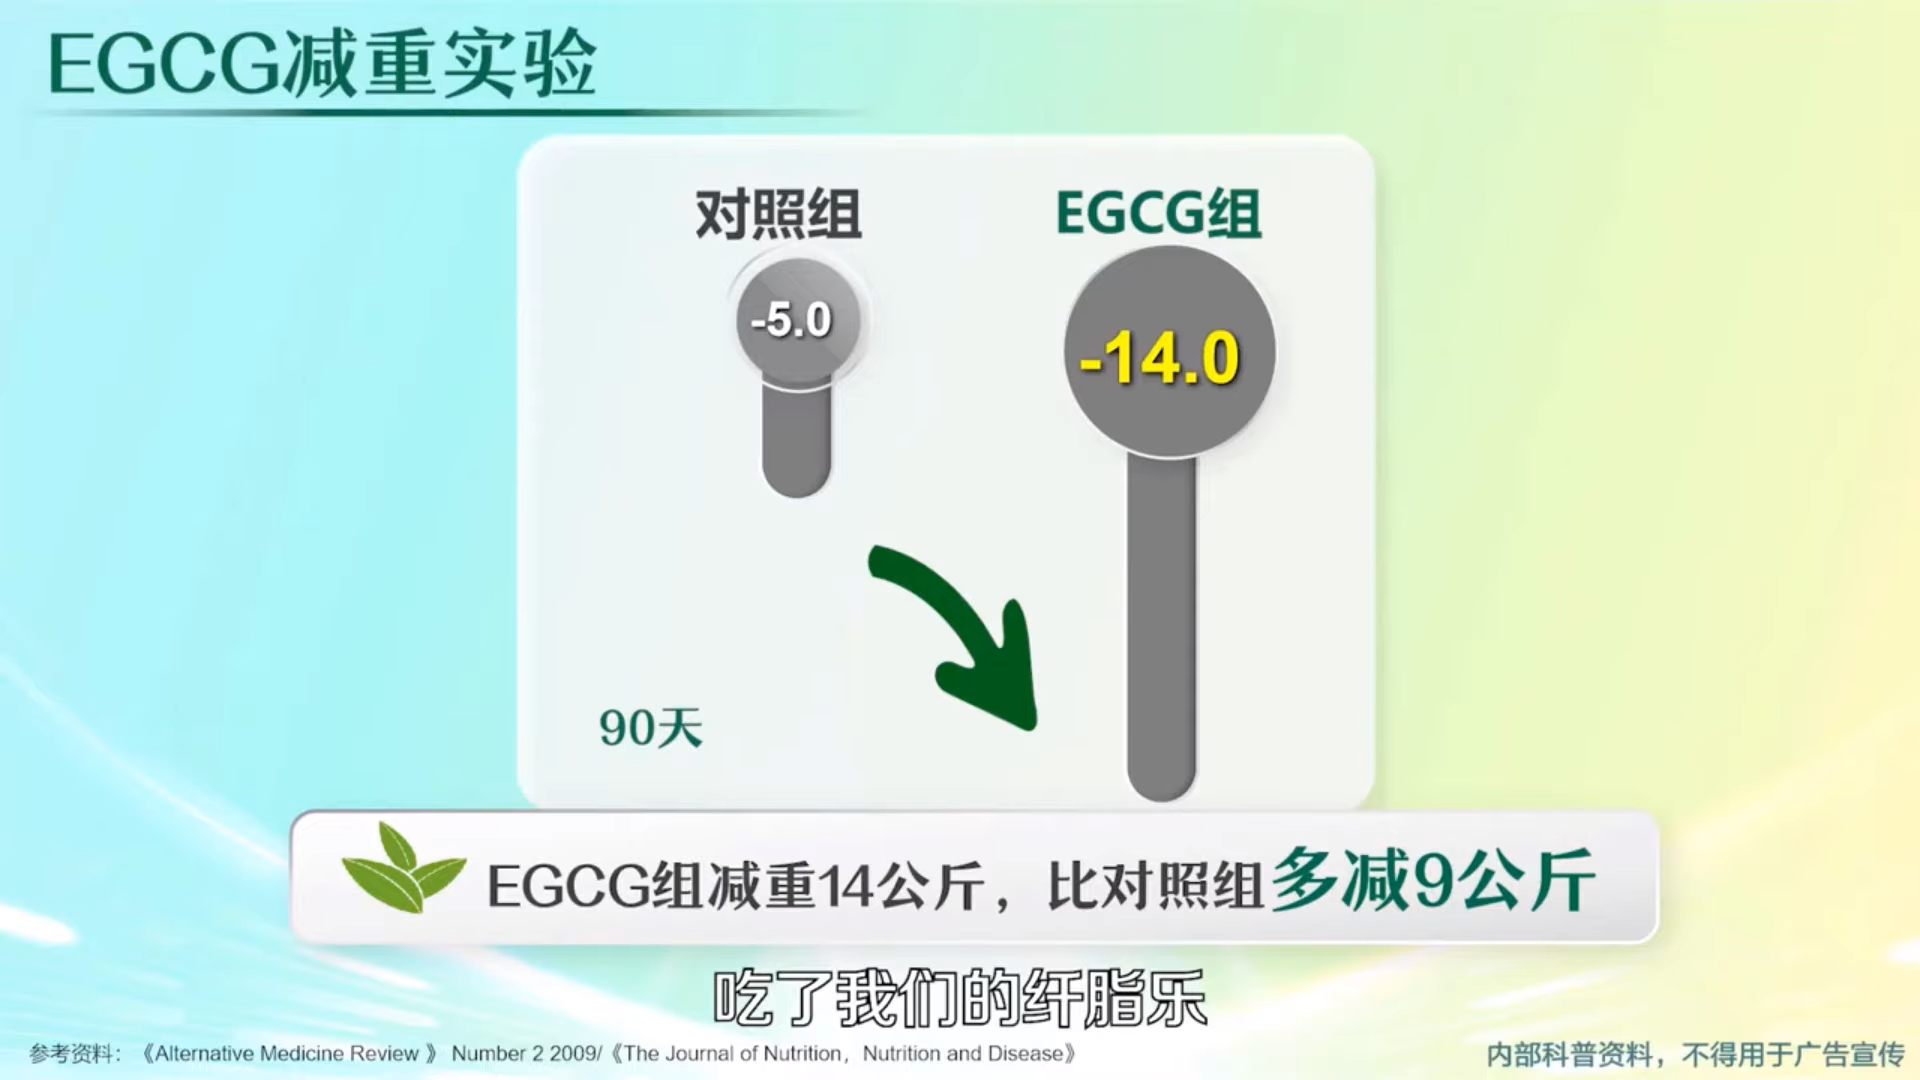 EGCG减重实验
对照组
EGCG组
-5.0
-14.0
90天
EGCG组减重14公斤，比对照组多减9公斤
吃了我们的纤脂乐
参考资料：《Alternative Medicine Review 》 Number 2 2009/《The Journal of Nutrition，Nutrition and Disease》
内部科普资料，不得用于广告宣传